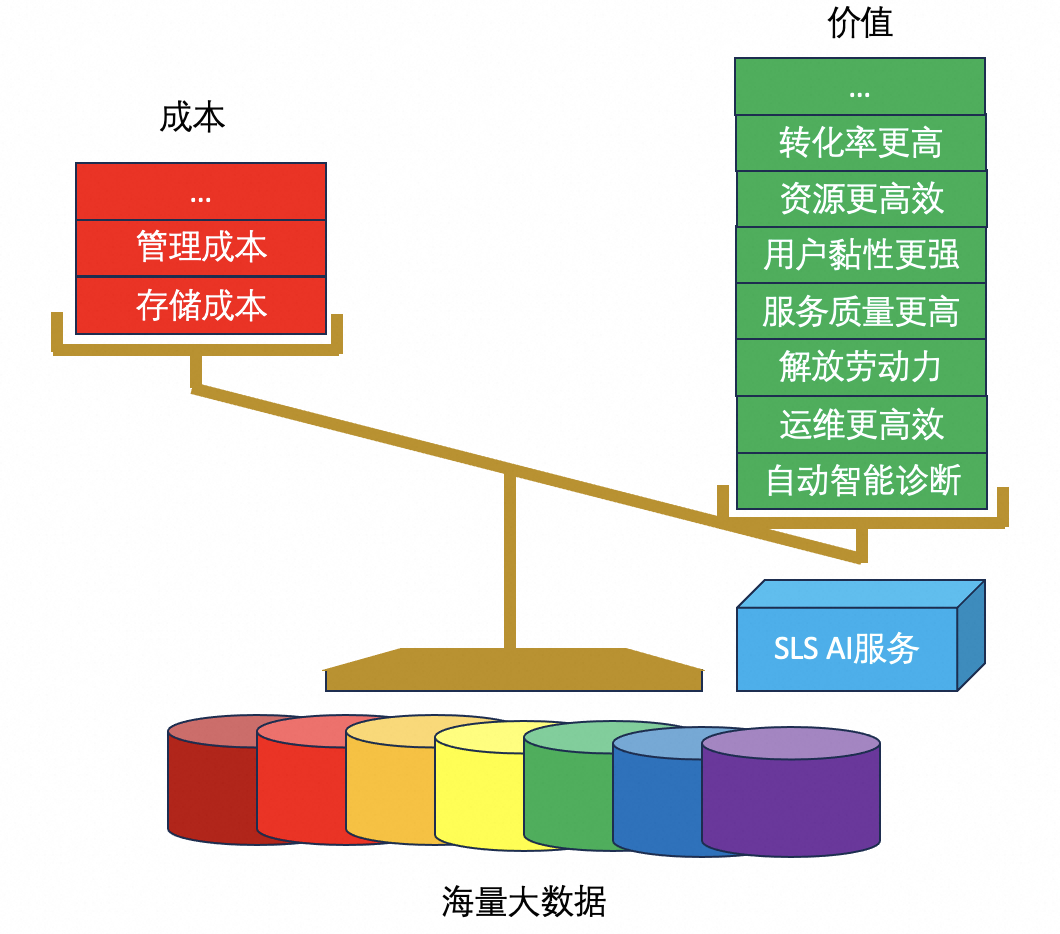 成本
...
管理成本
存储成本
价值
...
转化率更高
资源更高效
用户黏性更强
服务质量更高
解放劳动力
运维更高效
自动智能诊断
SLS AI服务
海量大数据